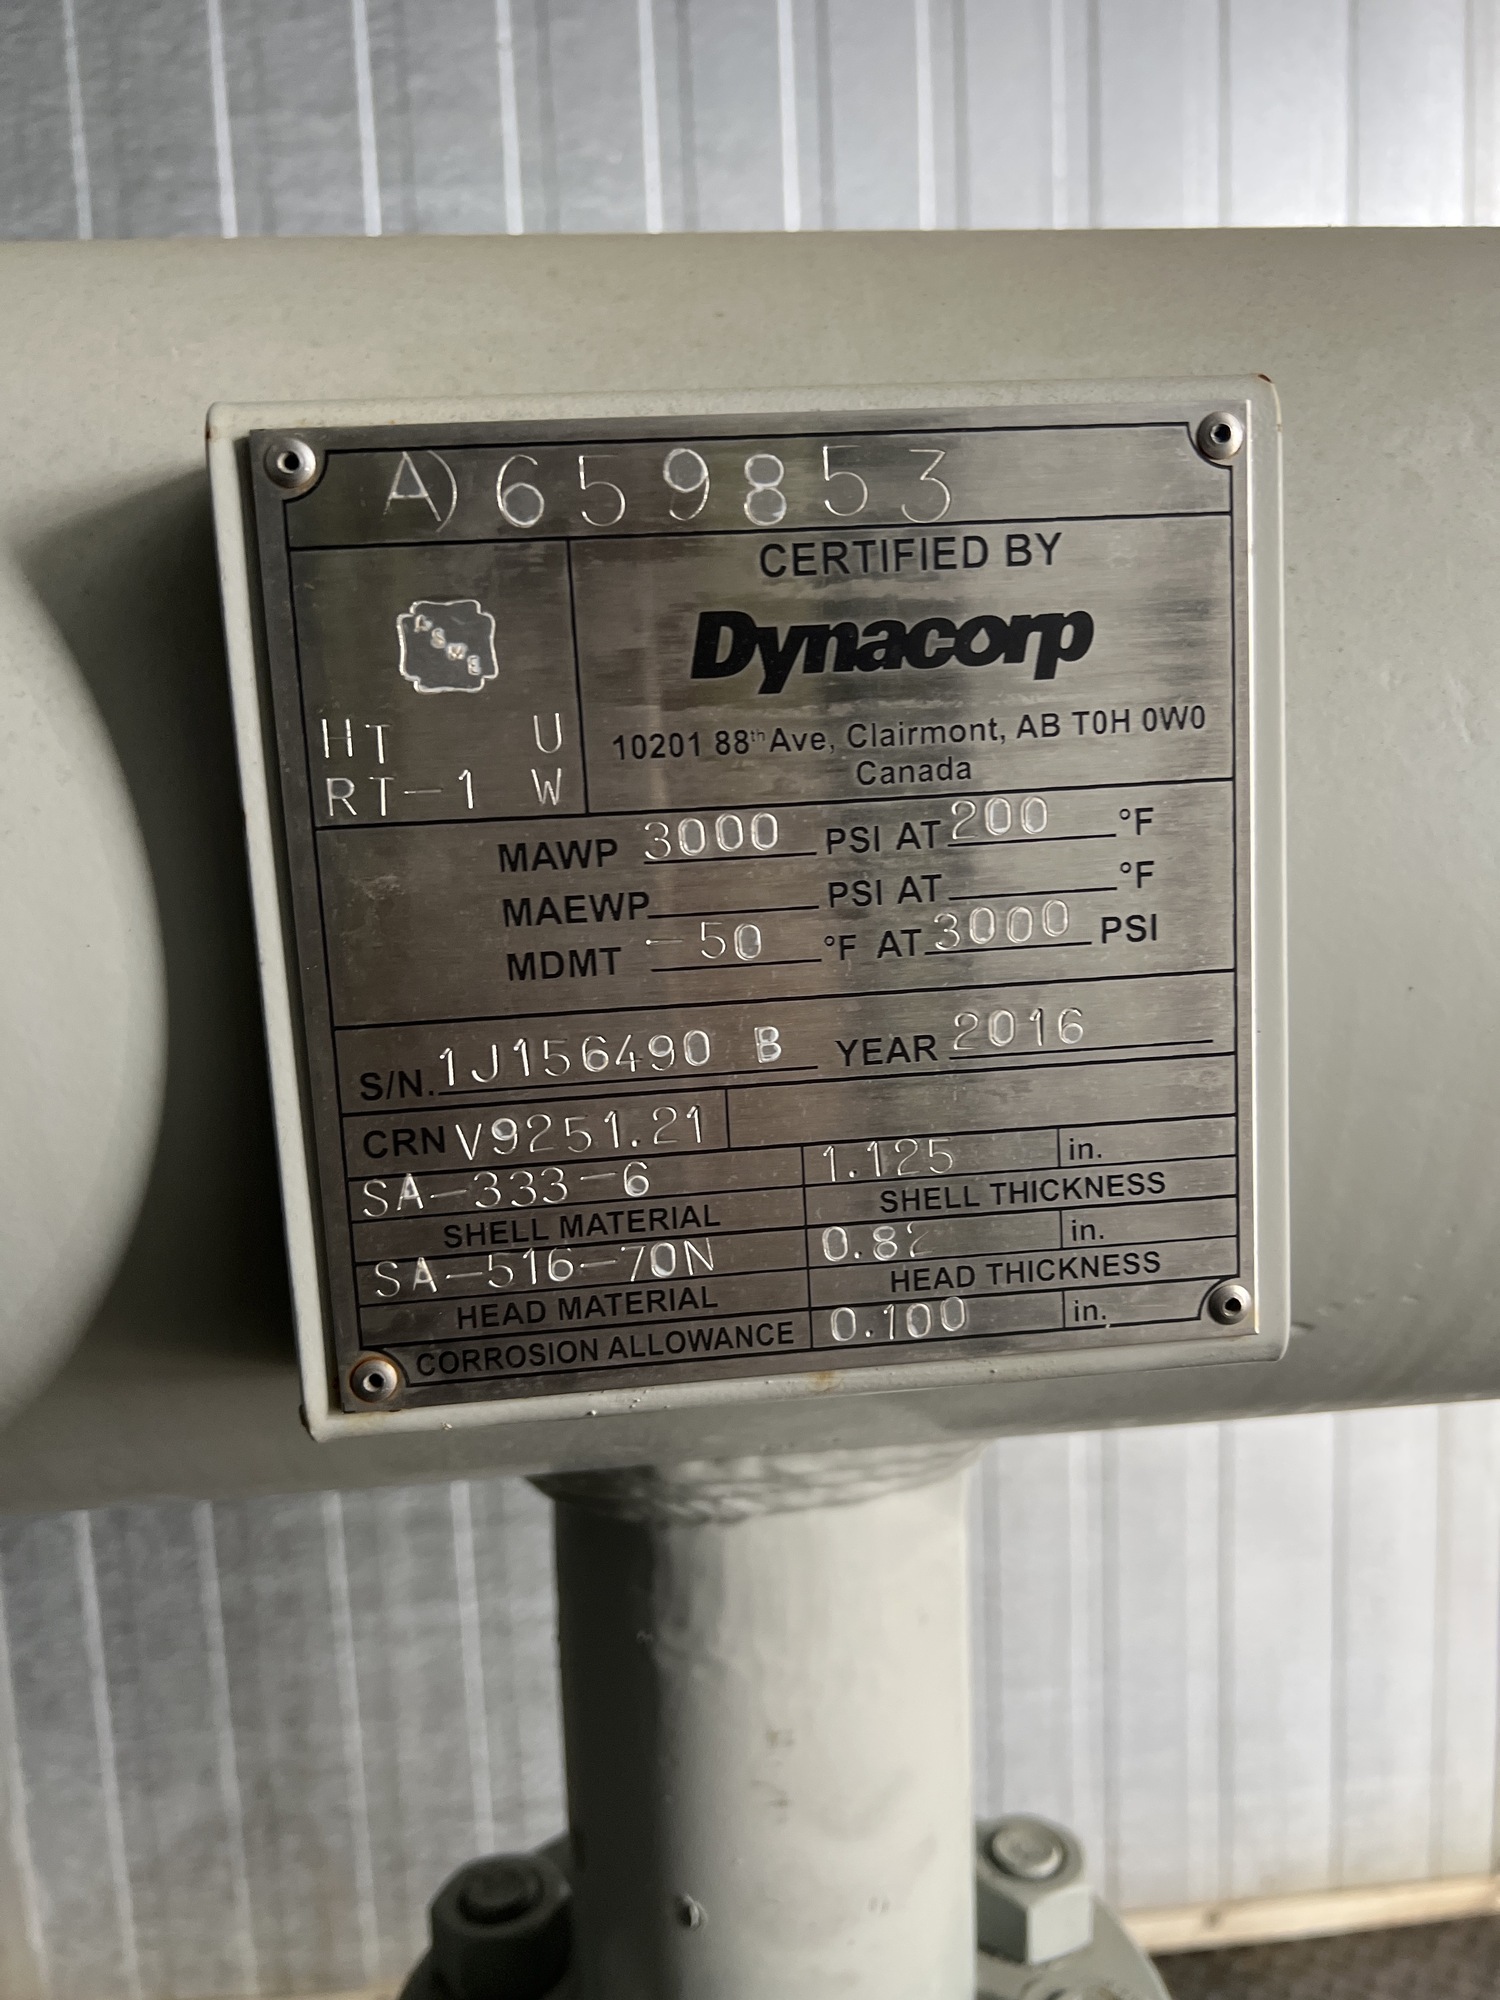 A) 659853
CERTIFIED BY
ASME
Dynacorp
HT U
10201 88th Ave, Clairmont, AB T0H 0W0
Canada
RT-1 W
MAWP 3000 PSI AT 200 °F
MAEWP PSI AT °F
MDMT -50 °F AT 3000 PSI
S/N. 1J156490 B YEAR 2016
CRN V9251.21
SA-333-6 1.125 in.
SHELL MATERIAL SHELL THICKNESS
SA-516-70N in.
HEAD MATERIAL HEAD THICKNESS
CORROSION ALLOWANCE 0.100 in.